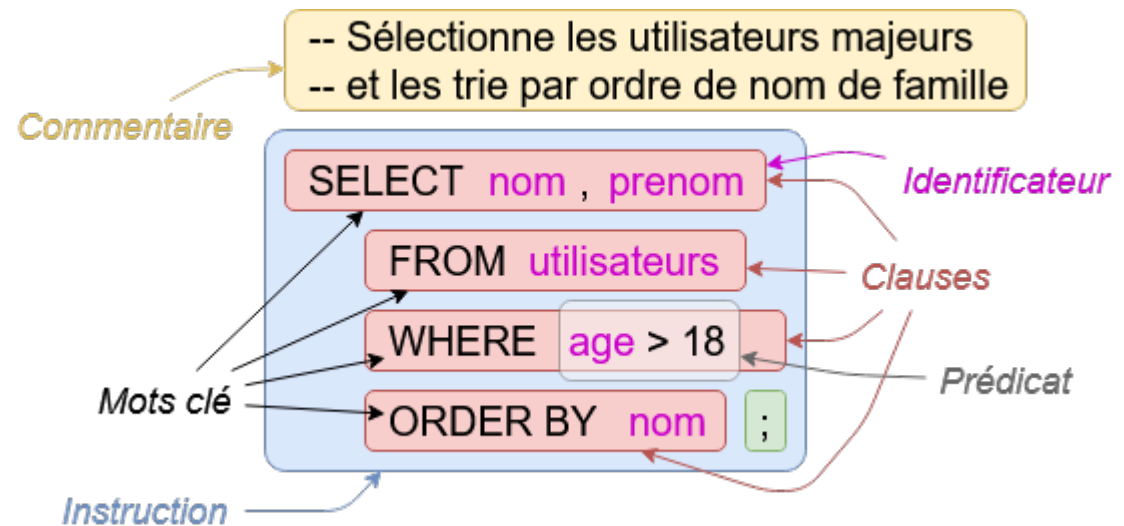 -- Sélectionne les utilisateurs majeurs
-- et les trie par ordre de nom de famille
Commentaire
SELECT nom , prenom
Identificateur
FROM utilisateurs
Clauses
WHERE age > 18
Prédicat
Mots clé
ORDER BY nom ;
Instruction